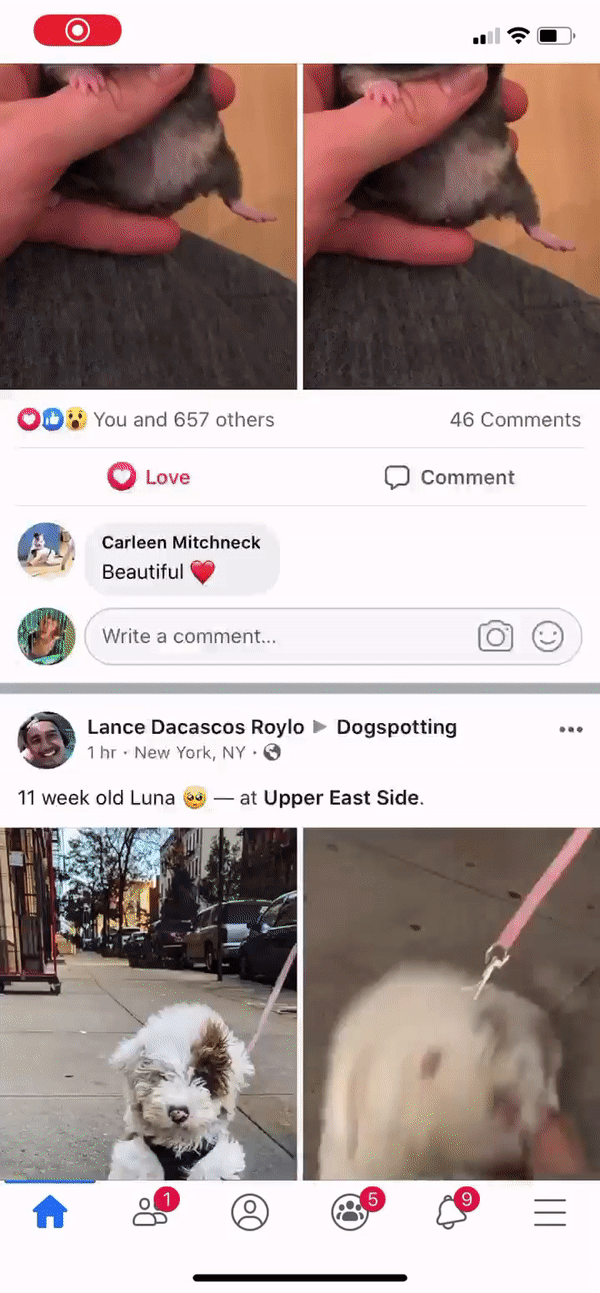 You and 657 others 46 Comments
Love Comment
Carleen Mitchneck
Beautiful ❤️
Write a comment...
Lance Dacascos Roylo ▶ Dogspotting
1 hr · New York, NY ·
11 week old Luna 🥺 — at Upper East Side.
1 5 9